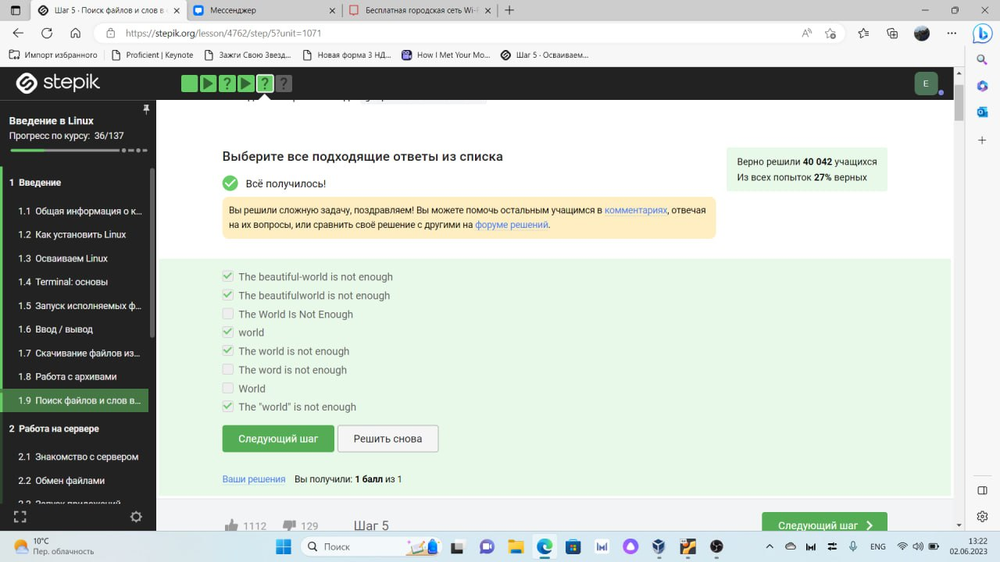 Шаг 5 · Поиск файлов и слов
Мессенджер
Бесплатная городская сеть Wi-F
https://stepik.org/lesson/4762/step/5?unit=1071
Импорт избранного
Proficient | Keynote
Зажги Свою Звезд...
Новая форма 3 НД...
How I Met Your Mo...
Шаг 5 · Осваиваем...
stepik
E
Введение в Linux
Прогресс по курсу: 36/137
1 Введение
1.1 Общая информация о к...
1.2 Как установить Linux
1.3 Осваиваем Linux
1.4 Terminal: основы
1.5 Запуск исполняемых ф...
1.6 Ввод / вывод
1.7 Скачивание файлов из...
1.8 Работа с архивами
1.9 Поиск файлов и слов в...
2 Работа на сервере
2.1 Знакомство с сервером
2.2 Обмен файлами
2.3 Запуск приложений
Выберите все подходящие ответы из списка
Всё получилось!
Верно решили 40 042 учащихся
Из всех попыток 27% верных
Вы решили сложную задачу, поздравляем! Вы можете помочь остальным учащимся в комментариях, отвечая
на их вопросы, или сравнить своё решение с другими на форуме решений.
The beautiful-world is not enough
The beautifulworld is not enough
The World Is Not Enough
world
The world is not enough
The word is not enough
World
The "world" is not enough
Следующий шаг
Решить снова
Ваши решения Вы получили: 1 балл из 1
1112
129
Шаг 5
Следующий шаг
10°C
Пер. облачность
Поиск
ENG
13:22
02.06.2023